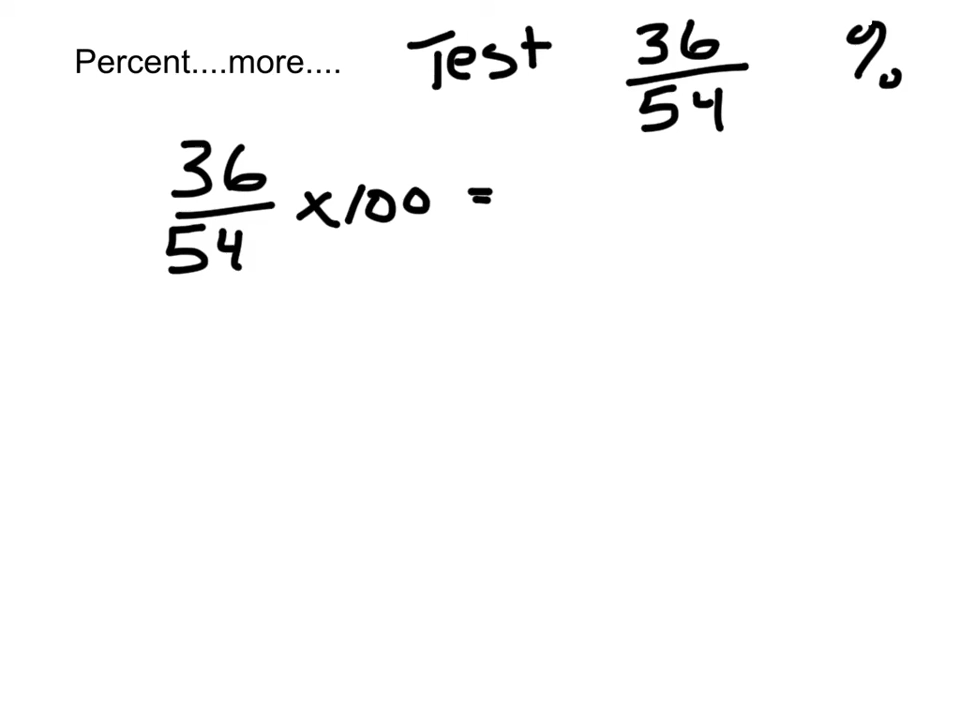 Percent....more.... Test 36/54 %
36/54 x100 =